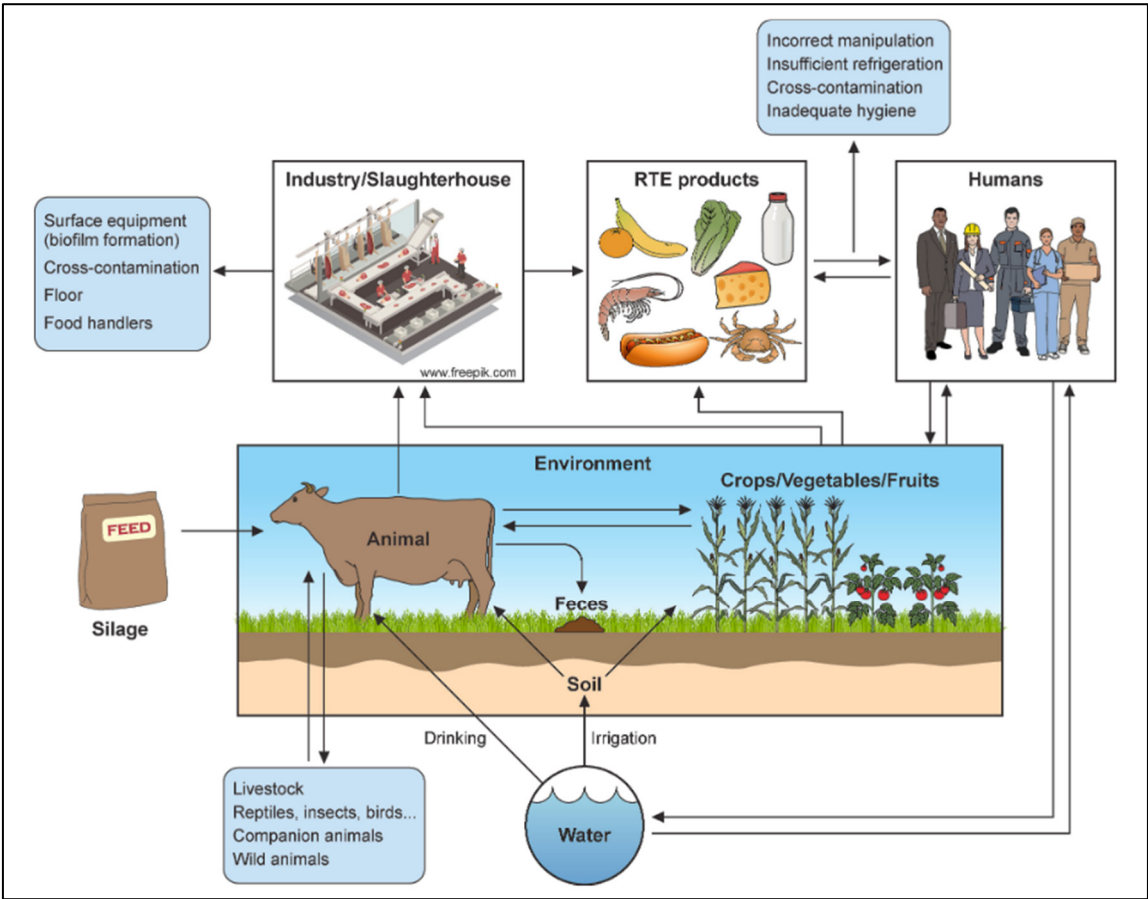 Incorrect manipulation
Insufficient refrigeration
Cross-contamination
Inadequate hygiene
Industry/Slaughterhouse
RTE products
Humans
Surface equipment
(biofilm formation)
Cross-contamination
Floor
Food handlers
www.freepik.com
Environment
Crops/Vegetables/Fruits
FEED
Animal
Feces
Silage
Soil
Drinking
Irrigation
Livestock
Reptiles, insects, birds...
Companion animals
Wild animals
Water